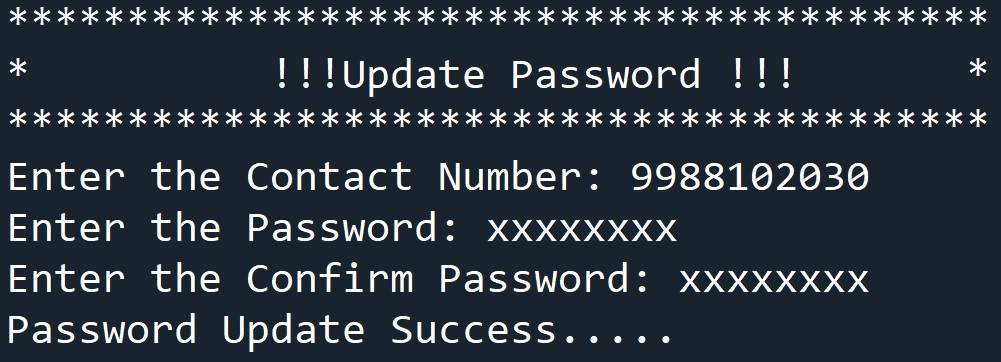 *****************************************
*          !!!Update Password !!!       *
*****************************************
Enter the Contact Number: 9988102030
Enter the Password: xxxxxxxx
Enter the Confirm Password: xxxxxxxx
Password Update Success.....